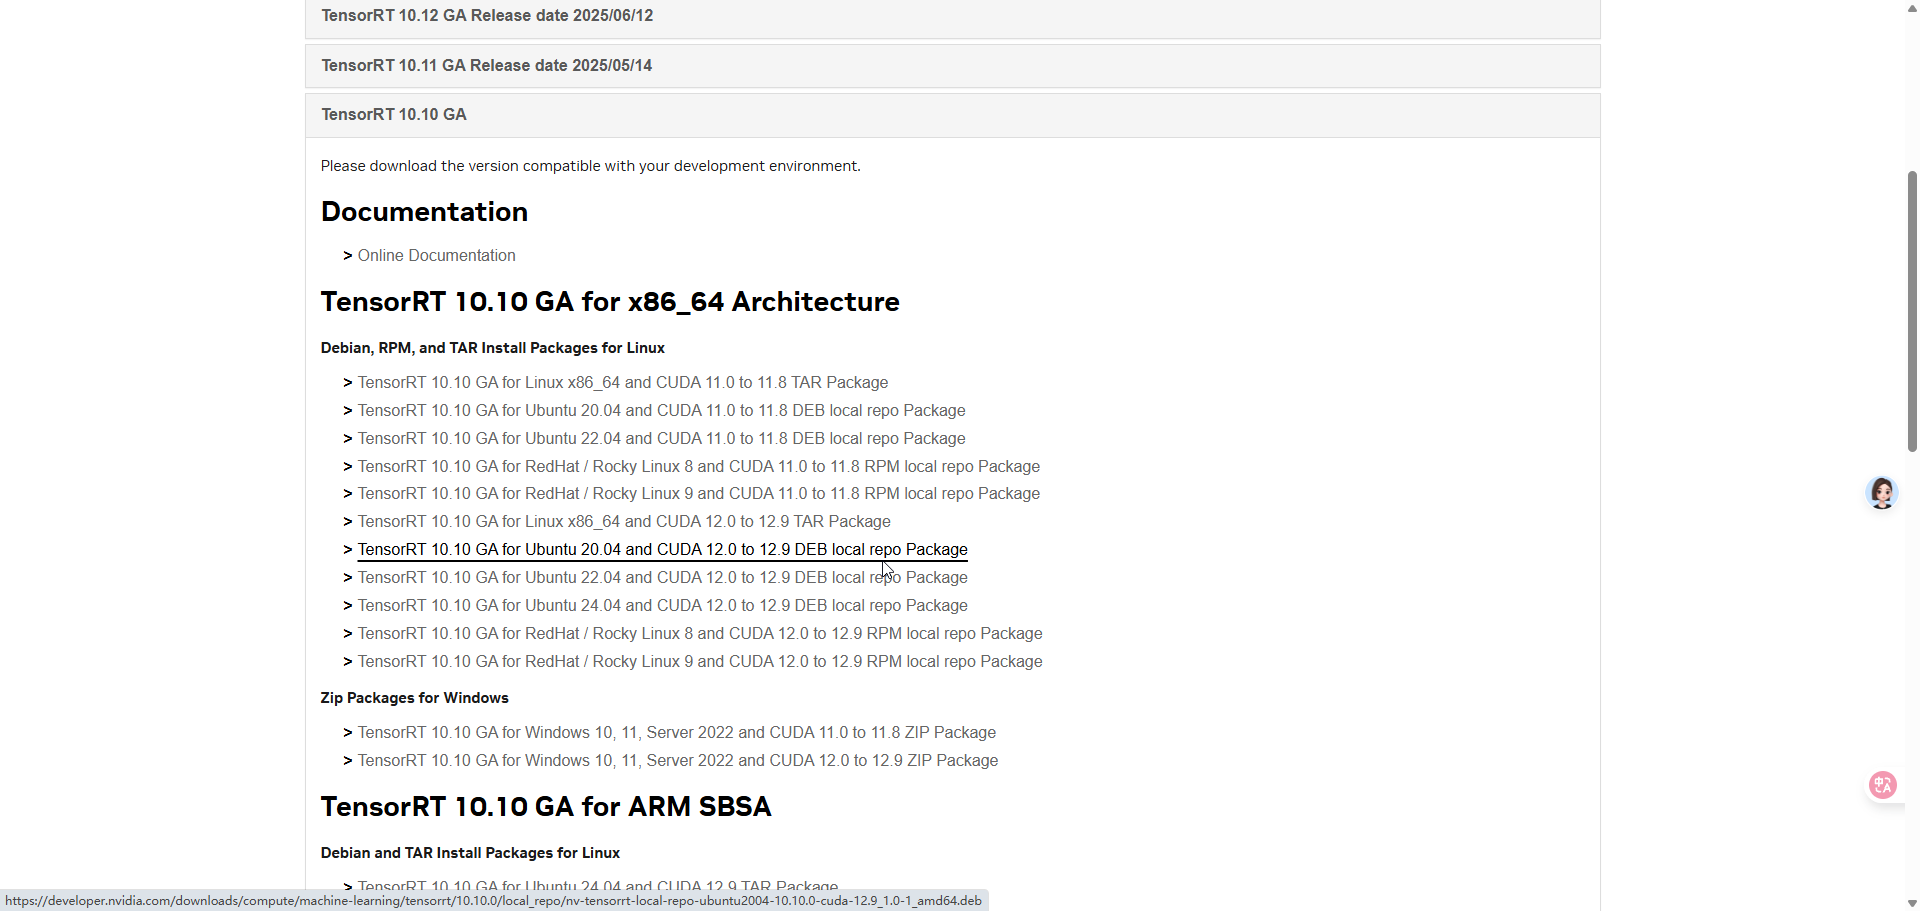 TensorRT 10.12 GA Release date 2025/06/12
TensorRT 10.11 GA Release date 2025/05/14
TensorRT 10.10 GA
Please download the version compatible with your development environment.
Documentation
> Online Documentation
TensorRT 10.10 GA for x86_64 Architecture
Debian, RPM, and TAR Install Packages for Linux
> TensorRT 10.10 GA for Linux x86_64 and CUDA 11.0 to 11.8 TAR Package
> TensorRT 10.10 GA for Ubuntu 20.04 and CUDA 11.0 to 11.8 DEB local repo Package
> TensorRT 10.10 GA for Ubuntu 22.04 and CUDA 11.0 to 11.8 DEB local repo Package
> TensorRT 10.10 GA for RedHat / Rocky Linux 8 and CUDA 11.0 to 11.8 RPM local repo Package
> TensorRT 10.10 GA for RedHat / Rocky Linux 9 and CUDA 11.0 to 11.8 RPM local repo Package
> TensorRT 10.10 GA for Linux x86_64 and CUDA 12.0 to 12.9 TAR Package
> TensorRT 10.10 GA for Ubuntu 20.04 and CUDA 12.0 to 12.9 DEB local repo Package
> TensorRT 10.10 GA for Ubuntu 22.04 and CUDA 12.0 to 12.9 DEB local repo Package
> TensorRT 10.10 GA for Ubuntu 24.04 and CUDA 12.0 to 12.9 DEB local repo Package
> TensorRT 10.10 GA for RedHat / Rocky Linux 8 and CUDA 12.0 to 12.9 RPM local repo Package
> TensorRT 10.10 GA for RedHat / Rocky Linux 9 and CUDA 12.0 to 12.9 RPM local repo Package
Zip Packages for Windows
> TensorRT 10.10 GA for Windows 10, 11, Server 2022 and CUDA 11.0 to 11.8 ZIP Package
> TensorRT 10.10 GA for Windows 10, 11, Server 2022 and CUDA 12.0 to 12.9 ZIP Package
中A
TensorRT 10.10 GA for ARM SBSA
Debian and TAR Install Packages for Linux
> TensorRT 10.10 GA for Ubuntu 24.04 and CUDA 12.9 TAR Package
https://developer.nvidia.com/downloads/compute/machine-learning/tensorrt/10.10.0/local_repo/nv-tensorrt-local-repo-ubuntu2004-10.10.0-cuda-12.9_1.0-1_amd64.deb